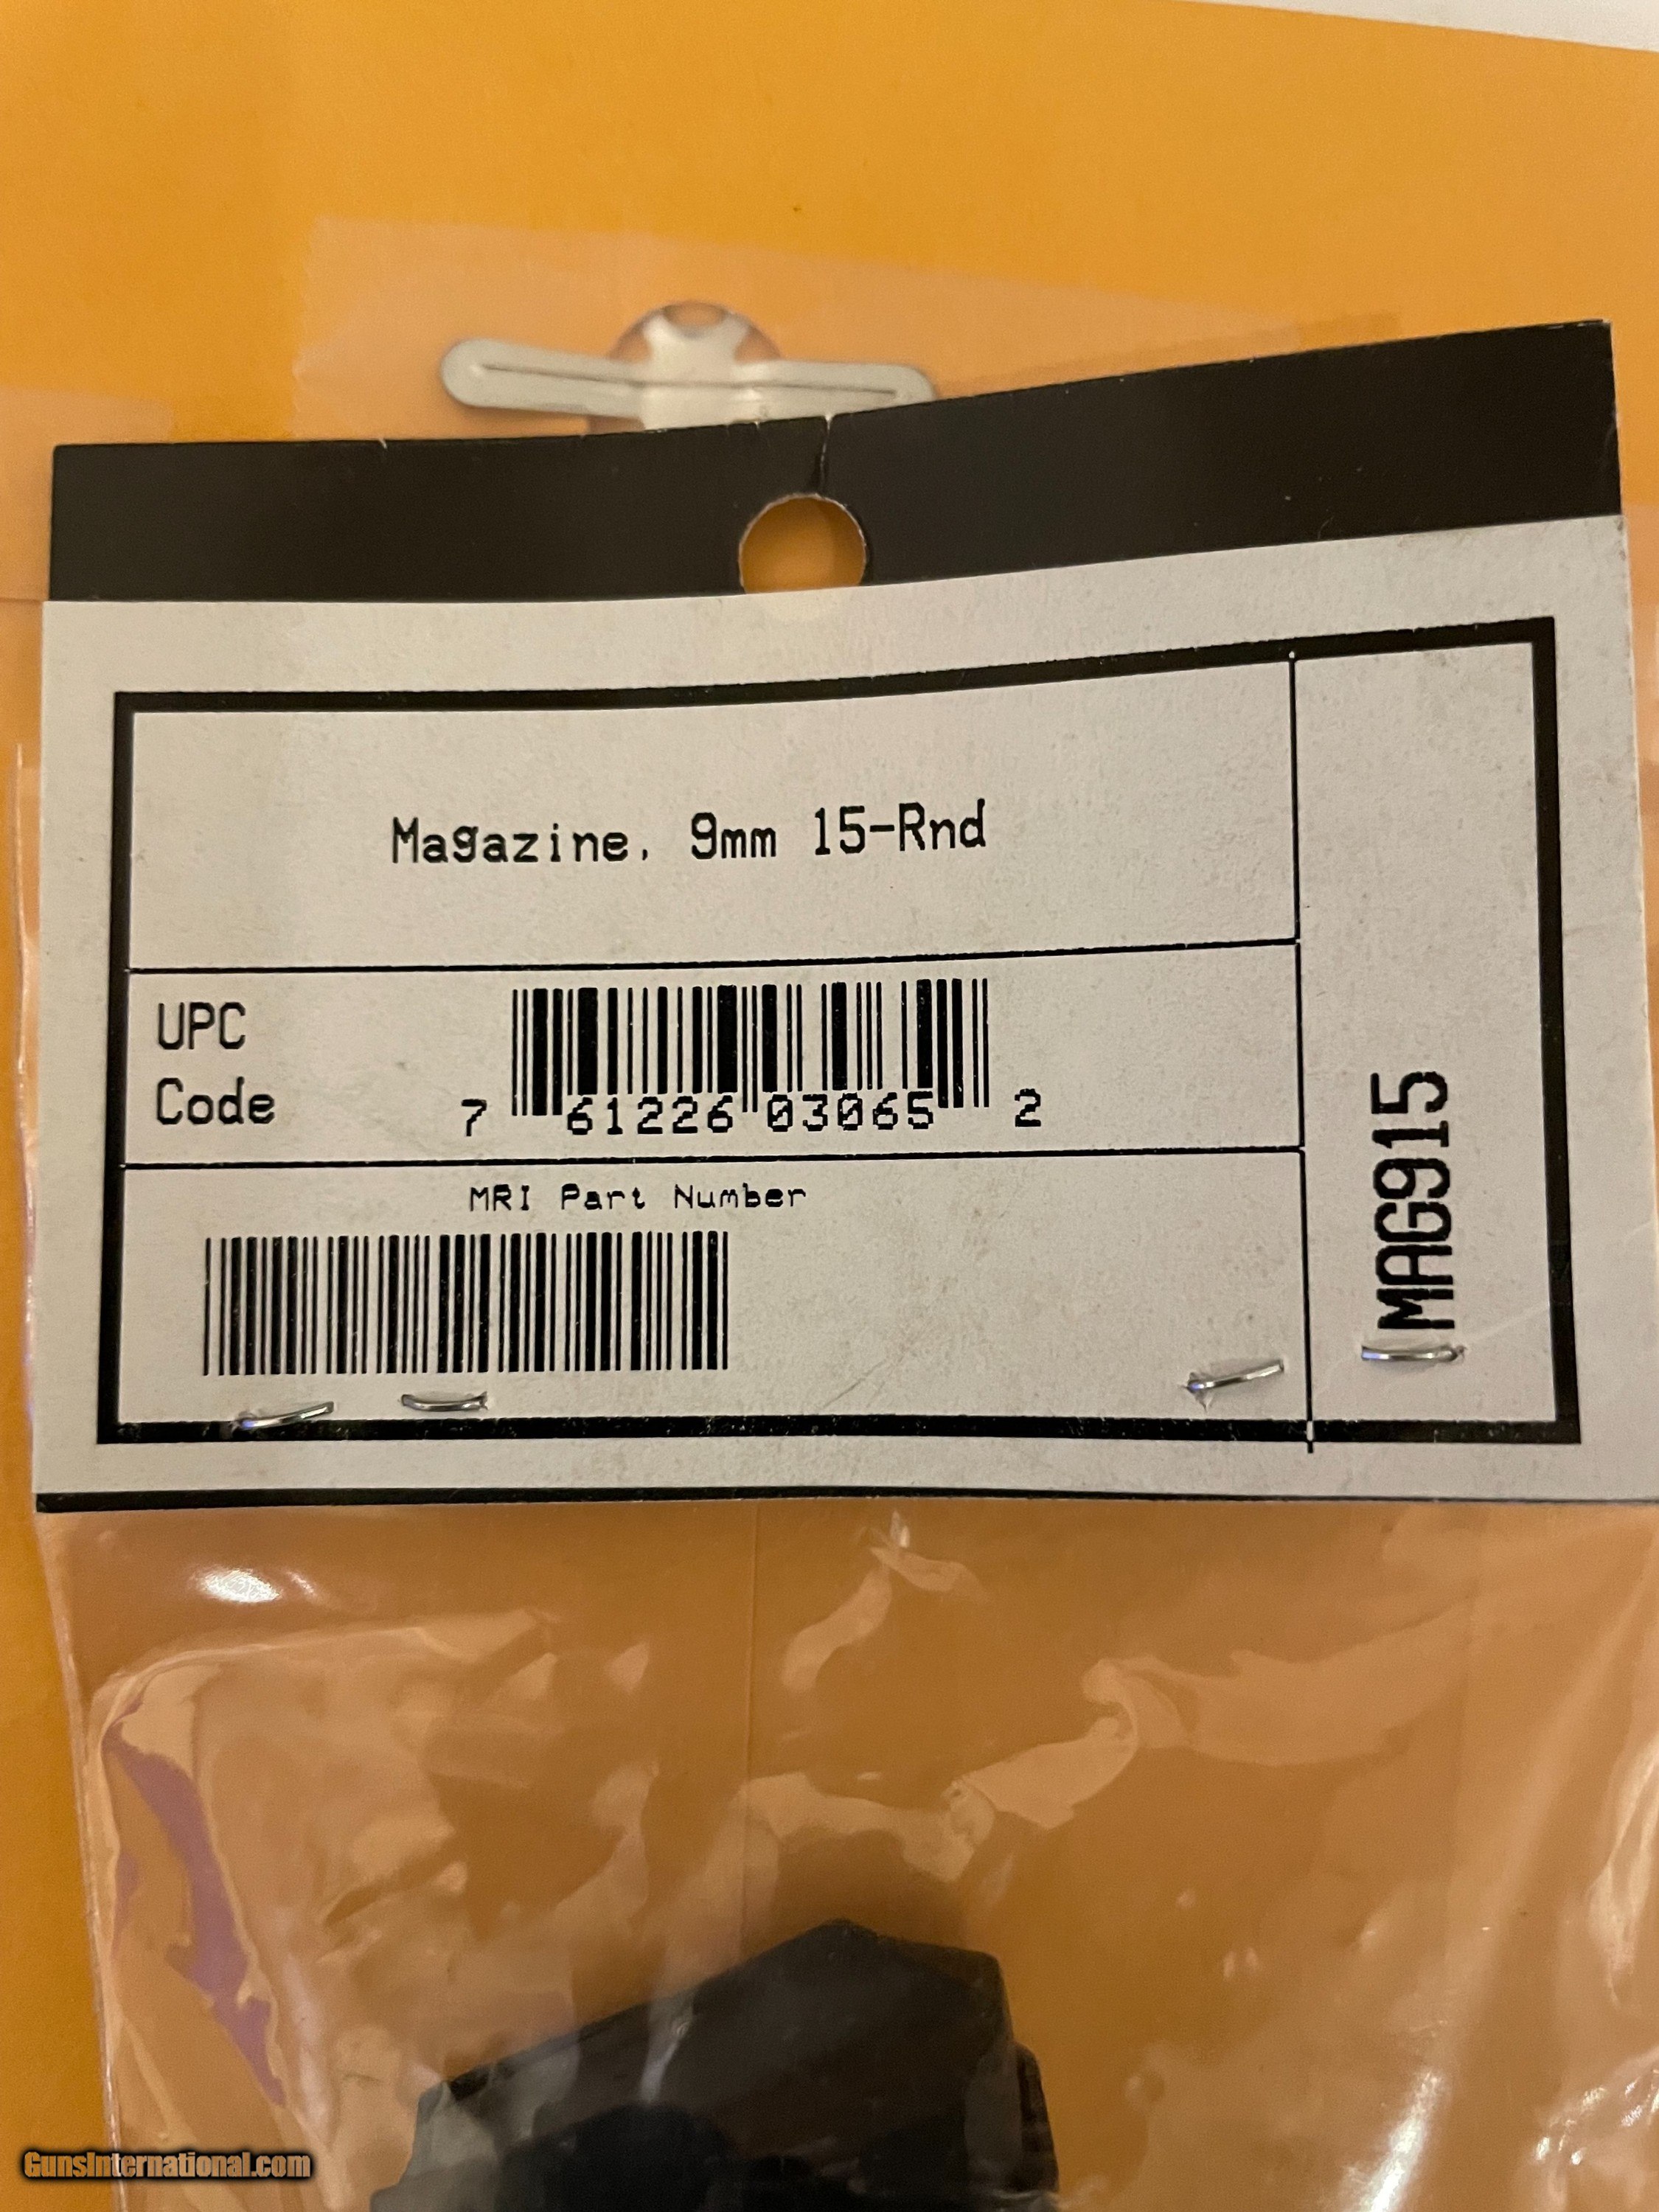 Magazine, 9mm 15-Rnd
UPC
Code
7 61226 03065 2
MRI Part Number
MAG915
GunsInternational.com